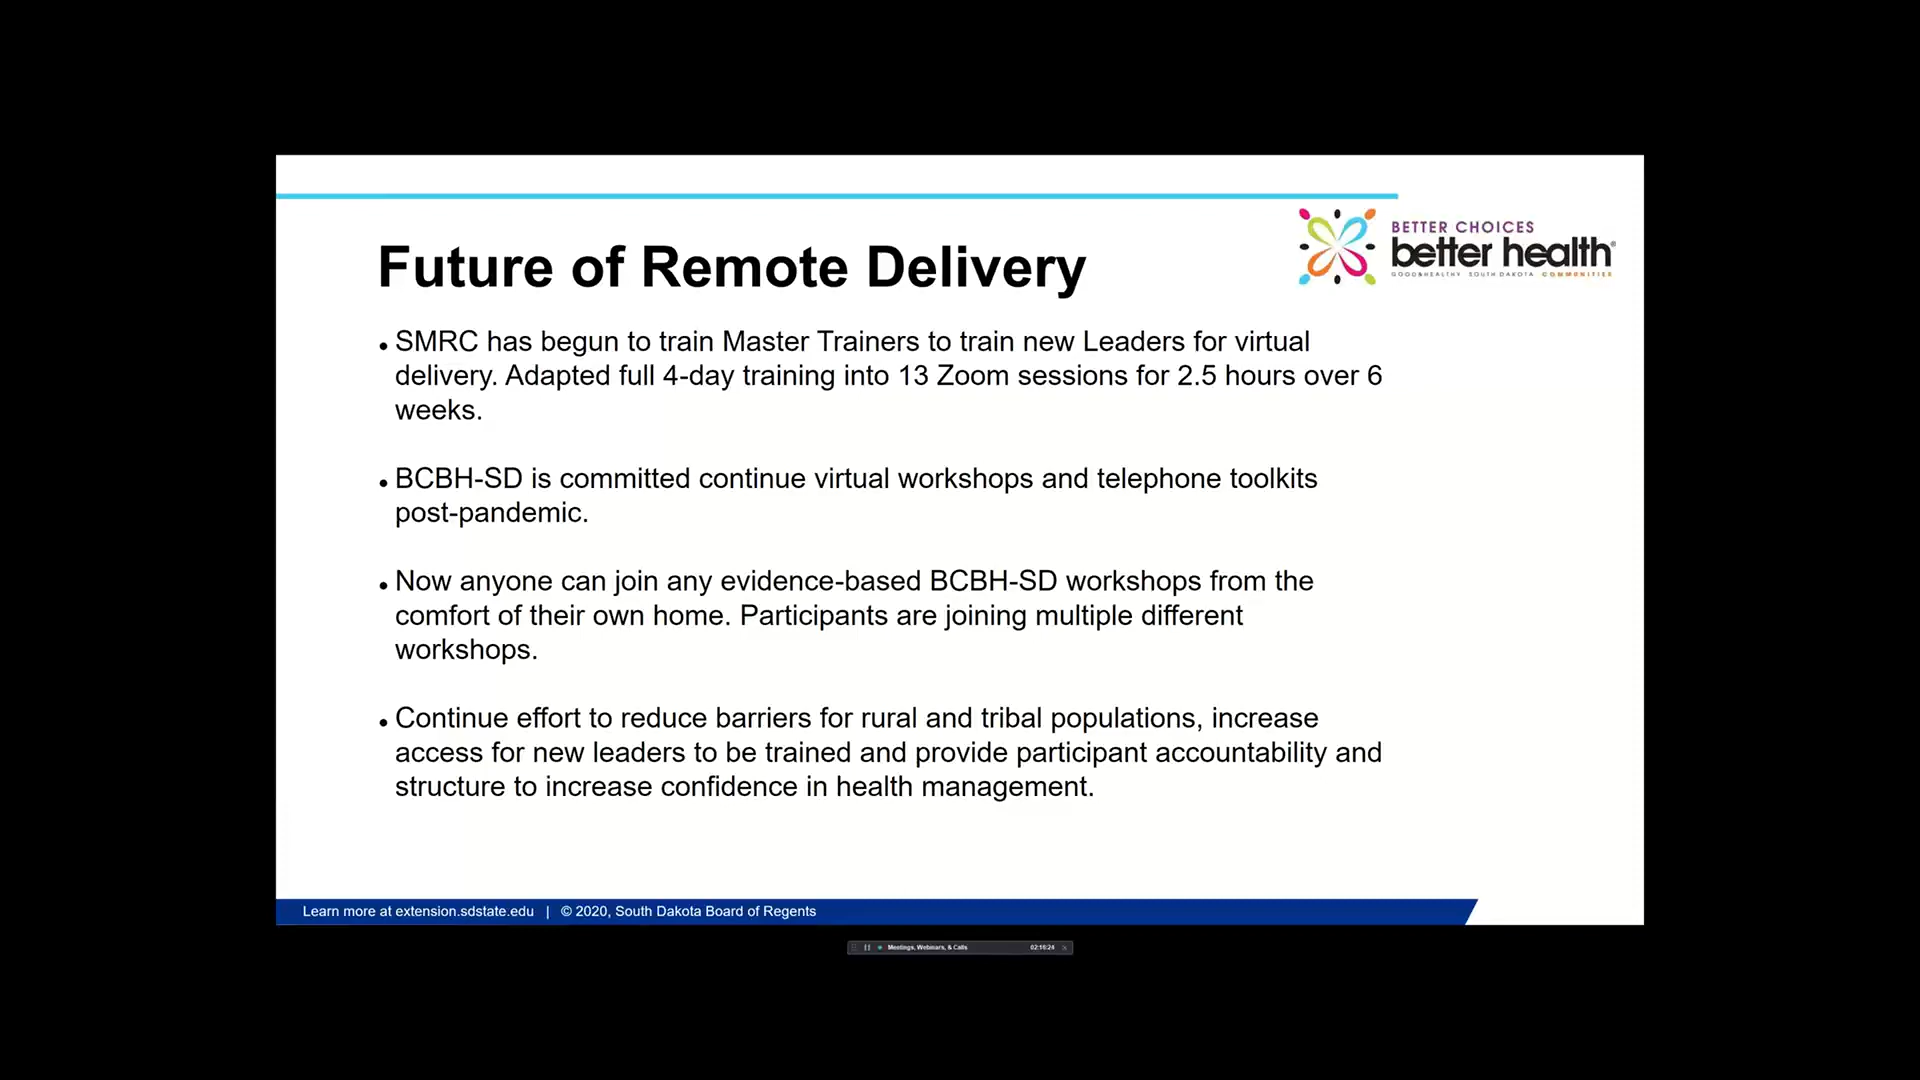 BETTER CHOICES
better health®
GOOD&HEALTHY SOUTH DAKOTA COMMUNITIES
Future of Remote Delivery
• SMRC has begun to train Master Trainers to train new Leaders for virtual
delivery. Adapted full 4-day training into 13 Zoom sessions for 2.5 hours over 6
weeks.
• BCBH-SD is committed continue virtual workshops and telephone toolkits
post-pandemic.
• Now anyone can join any evidence-based BCBH-SD workshops from the
comfort of their own home. Participants are joining multiple different
workshops.
• Continue effort to reduce barriers for rural and tribal populations, increase
access for new leaders to be trained and provide participant accountability and
structure to increase confidence in health management.
Learn more at extension.sdstate.edu | © 2020, South Dakota Board of Regents
Meetings, Webinars, & Calls 02:16:24